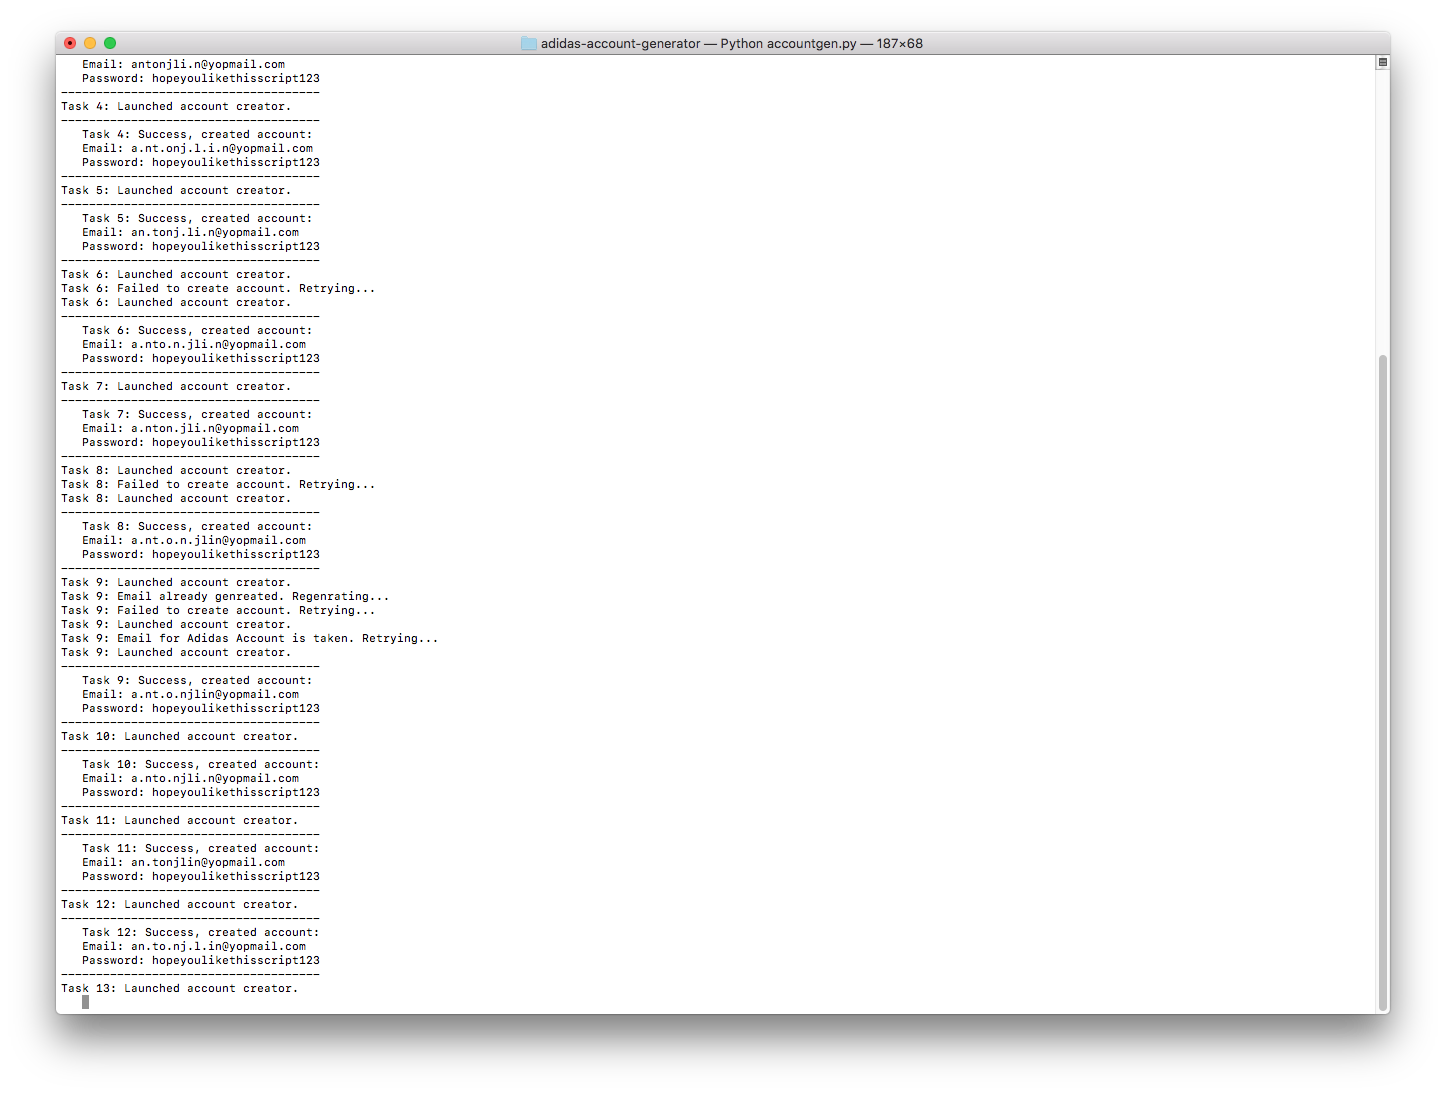 adidas-account-generator — Python accountgen.py — 187×68
Email: antonjli.n@yopmail.com
Password: hopeyoulikethisscript123
-------------------------------------
Task 4: Launched account creator.
-------------------------------------
Task 4: Success, created account:
Email: a.nt.onj.l.i.n@yopmail.com
Password: hopeyoulikethisscript123
-------------------------------------
Task 5: Launched account creator.
-------------------------------------
Task 5: Success, created account:
Email: an.tonj.li.n@yopmail.com
Password: hopeyoulikethisscript123
-------------------------------------
Task 6: Launched account creator.
Task 6: Failed to create account. Retrying...
Task 6: Launched account creator.
-------------------------------------
Task 6: Success, created account:
Email: a.nto.n.jli.n@yopmail.com
Password: hopeyoulikethisscript123
-------------------------------------
Task 7: Launched account creator.
-------------------------------------
Task 7: Success, created account:
Email: a.nton.jli.n@yopmail.com
Password: hopeyoulikethisscript123
-------------------------------------
Task 8: Launched account creator.
Task 8: Failed to create account. Retrying...
Task 8: Launched account creator.
-------------------------------------
Task 8: Success, created account:
Email: a.nt.o.n.jlin@yopmail.com
Password: hopeyoulikethisscript123
-------------------------------------
Task 9: Launched account creator.
Task 9: Email already genreated. Regenrating...
Task 9: Failed to create account. Retrying...
Task 9: Launched account creator.
Task 9: Email for Adidas Account is taken. Retrying...
Task 9: Launched account creator.
-------------------------------------
Task 9: Success, created account:
Email: a.nt.o.njlin@yopmail.com
Password: hopeyoulikethisscript123
-------------------------------------
Task 10: Launched account creator.
-------------------------------------
Task 10: Success, created account:
Email: a.nto.njli.n@yopmail.com
Password: hopeyoulikethisscript123
-------------------------------------
Task 11: Launched account creator.
-------------------------------------
Task 11: Success, created account:
Email: an.tonjlin@yopmail.com
Password: hopeyoulikethisscript123
-------------------------------------
Task 12: Launched account creator.
-------------------------------------
Task 12: Success, created account:
Email: an.to.nj.l.in@yopmail.com
Password: hopeyoulikethisscript123
-------------------------------------
Task 13: Launched account creator.